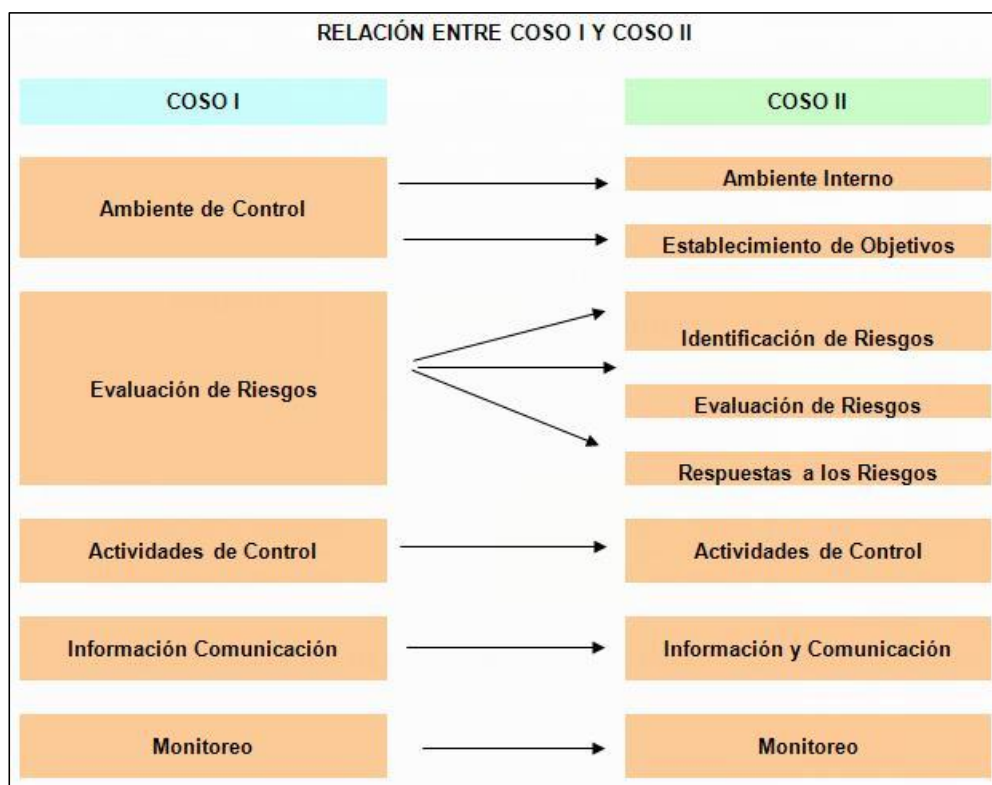 RELACIÓN ENTRE COSO I Y COSO II
COSO I
COSO II
Ambiente de Control
Ambiente Interno
Establecimiento de Objetivos
Evaluación de Riesgos
Identificación de Riesgos
Evaluación de Riesgos
Respuestas a los Riesgos
Actividades de Control
Actividades de Control
Información Comunicación
Información y Comunicación
Monitoreo
Monitoreo